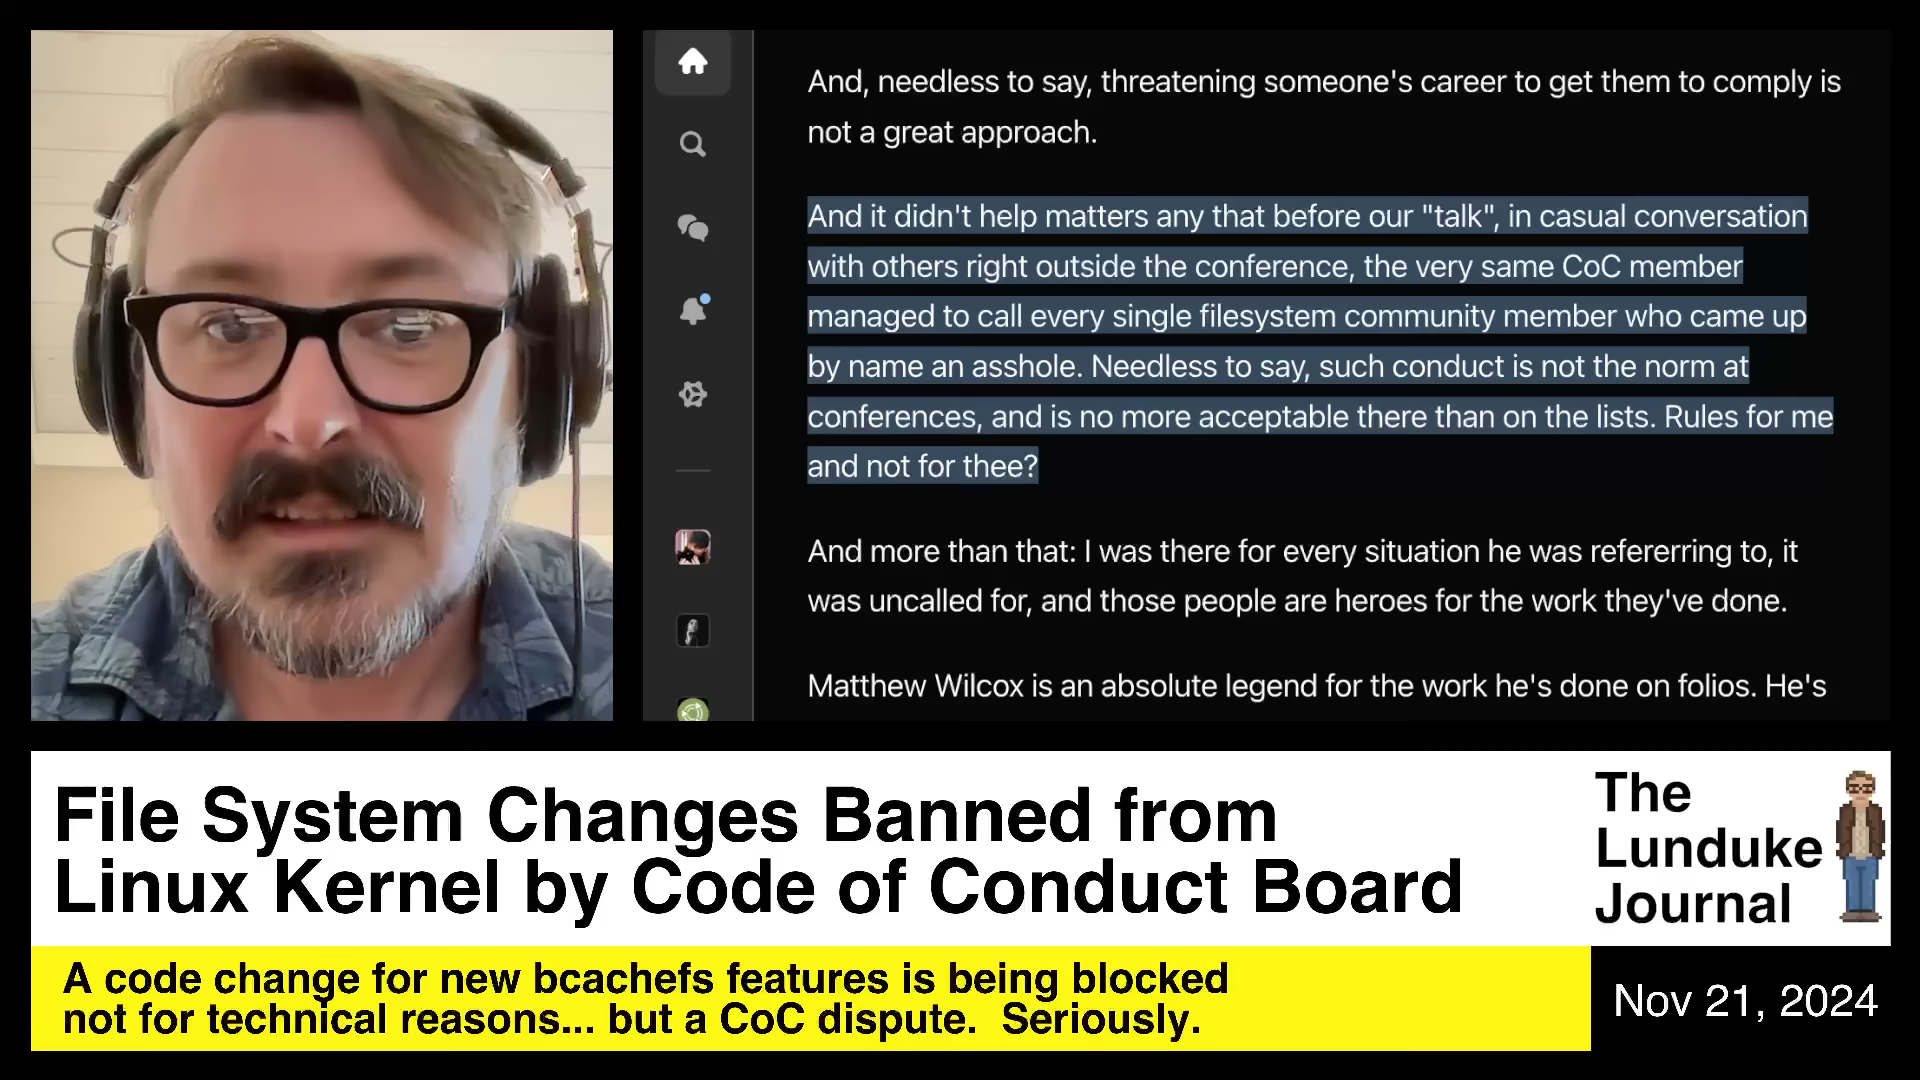 And, needless to say, threatening someone's career to get them to comply is
not a great approach.
And it didn't help matters any that before our "talk", in casual conversation
with others right outside the conference, the very same CoC member
managed to call every single filesystem community member who came up
by name an asshole. Needless to say, such conduct is not the norm at
conferences, and is no more acceptable there than on the lists. Rules for me
and not for thee?
And more than that: I was there for every situation he was refererring to, it
was uncalled for, and those people are heroes for the work they've done.
Matthew Wilcox is an absolute legend for the work he's done on folios. He's
File System Changes Banned from
Linux Kernel by Code of Conduct Board
The
Lunduke
Journal
A code change for new bcachefs features is being blocked
not for technical reasons... but a CoC dispute.  Seriously.
Nov 21, 2024